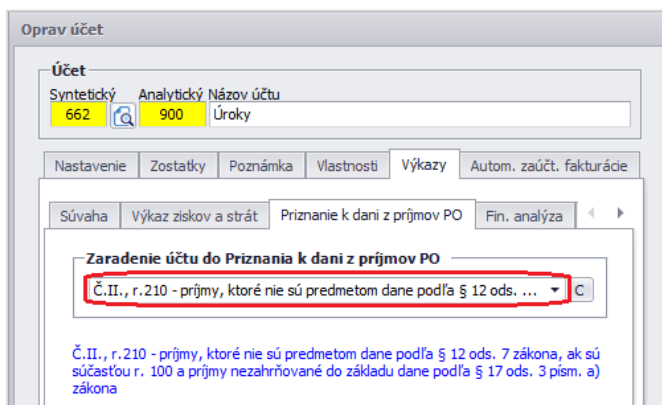 Oprav účet
Účet
Syntetický Analytický Názov účtu
662 900 Úroky
Nastavenie Zostatky Poznámka Vlastnosti Výkazy Autom. zaúčt. fakturácie
Súvaha Výkaz ziskov a strát Priznanie k dani z príjmov PO Fin. analýza
Zaradenie účtu do Priznania k dani z príjmov PO
Č.II., r.210 - príjmy, ktoré nie sú predmetom dane podľa § 12 ods. ... C
Č.II., r.210 - príjmy, ktoré nie sú predmetom dane podľa § 12 ods. 7 zákona, ak sú
súčasťou r. 100 a príjmy nezahrňované do základu dane podľa § 17 ods. 3 písm. a)
zákona